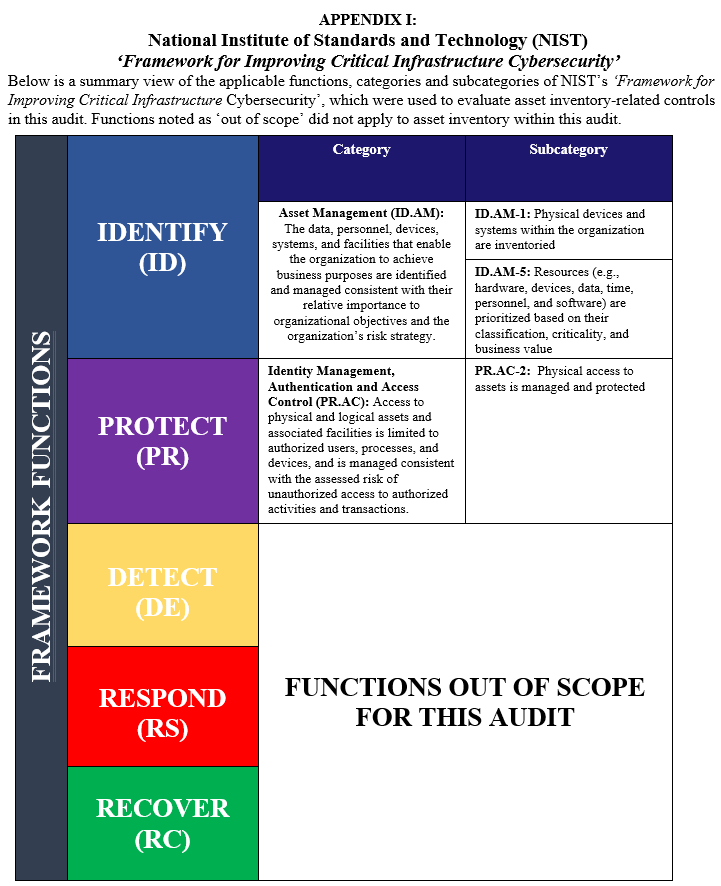 APPENDIX I:
National Institute of Standards and Technology (NIST)
‘Framework for Improving Critical Infrastructure Cybersecurity’
Below is a summary view of the applicable functions, categories and subcategories of NIST’s ‘Framework for
Improving Critical Infrastructure Cybersecurity’, which were used to evaluate asset inventory-related controls
in this audit. Functions noted as ‘out of scope’ did not apply to asset inventory within this audit.
FRAMEWORK FUNCTIONS
Category
Subcategory
IDENTIFY
(ID)
Asset Management (ID.AM):
The data, personnel, devices,
systems, and facilities that enable
the organization to achieve
business purposes are identified
and managed consistent with their
relative importance to
organizational objectives and the
organization’s risk strategy.
ID.AM-1: Physical devices and
systems within the organization
are inventoried
ID.AM-5: Resources (e.g.,
hardware, devices, data, time,
personnel, and software) are
prioritized based on their
classification, criticality, and
business value
PROTECT
(PR)
Identity Management,
Authentication and Access
Control (PR.AC): Access to
physical and logical assets and
associated facilities is limited to
authorized users, processes, and
devices, and is managed consistent
with the assessed risk of
unauthorized access to authorized
activities and transactions.
PR.AC-2: Physical access to
assets is managed and protected
DETECT
(DE)
RESPOND
(RS)
RECOVER
(RC)
FUNCTIONS OUT OF SCOPE
FOR THIS AUDIT